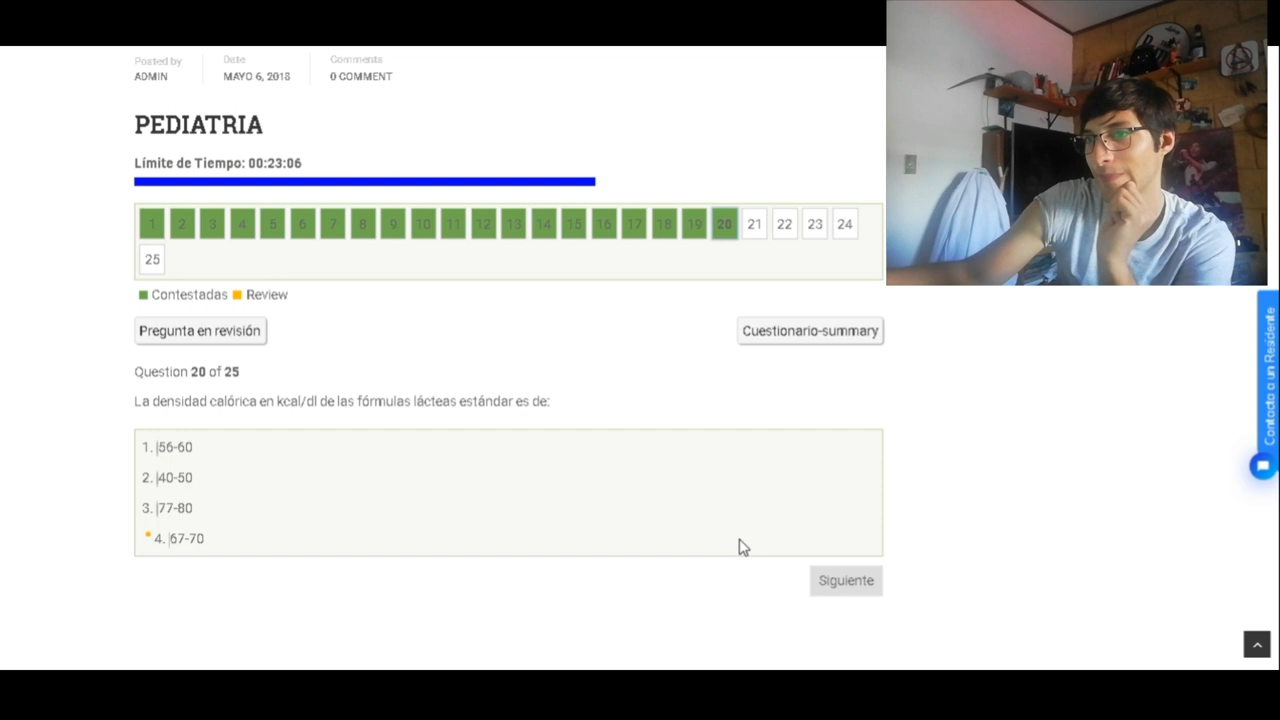 Posted by
ADMIN
Date
MAYO 6, 2018
Comments
0 COMMENT
PEDIATRIA
Límite de Tiempo: 00:23:06
1 2 3 4 5 6 7 8 9 10 11 12 13 14 15 16 17 18 19 20 21 22 23 24
25
Contestadas Review
Pregunta en revisión
Cuestionario-summary
Question 20 of 25
La densidad calórica en kcal/dl de las fórmulas lácteas estándar es de:
1. 56-60
2. 40-50
3. 77-80
4. 67-70
Siguiente
Contacto a un Residente